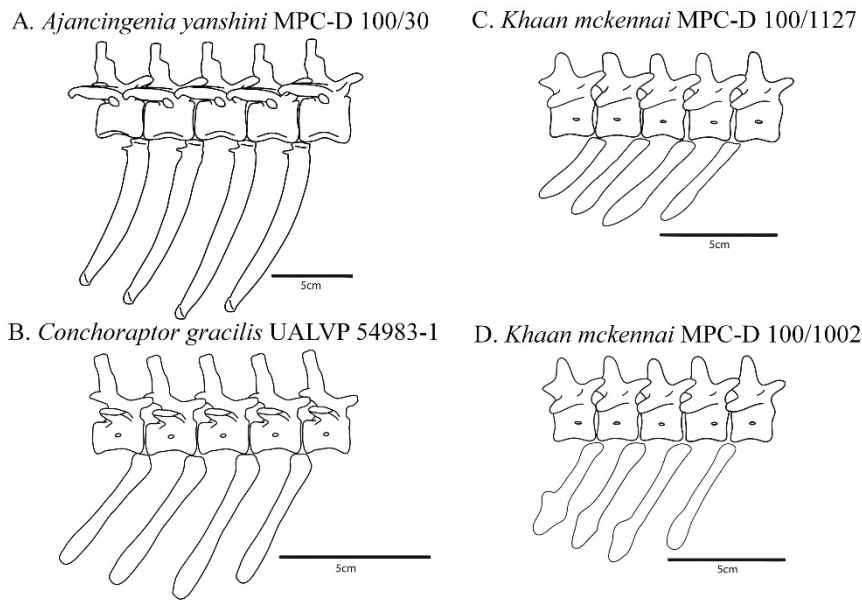 A. Ajancingenia yanshini MPC-D 100/30
5cm
B. Conchoraptor gracilis UALVP 54983-1
5cm
C. Khaan mckennai MPC-D 100/1127
5cm
D. Khaan mckennai MPC-D 100/1002
5cm